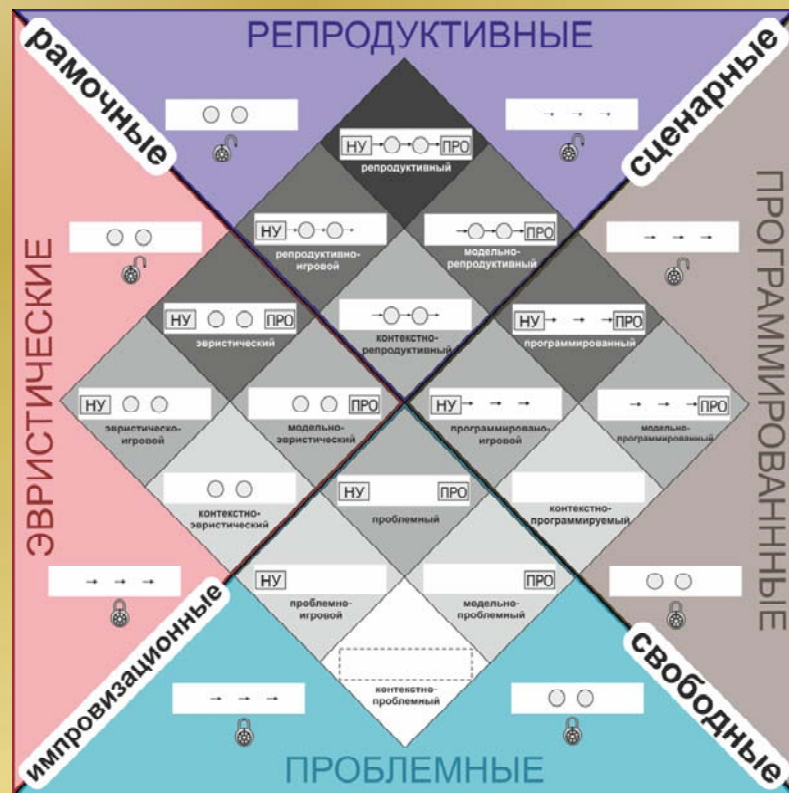 РЕПРОДУКТИВНЫЕ
рамочные
сценарные
НУ ПРО
репродуктивный
НУ
репродуктивно-
игровой
ПРО
модельно-
репродуктивный
ЭВРИСТИЧЕСКИЕ
ПРОГРАММИРОВАНННЫЕ
НУ ПРО
эвристический
контекстно-
репродуктивный
НУ ПРО
программированный
НУ
эвристическо-
игровой
ПРО
модельно-
эвристический
НУ
программировано-
игровой
ПРО
модельно-
программированный
контекстно-
эвристический
НУ ПРО
проблемный
контекстно-
программируемый
НУ
проблемно-
игровой
ПРО
модельно-
проблемный
контекстно-
проблемный
импровизационные
свободные
ПРОБЛЕМНЫЕ